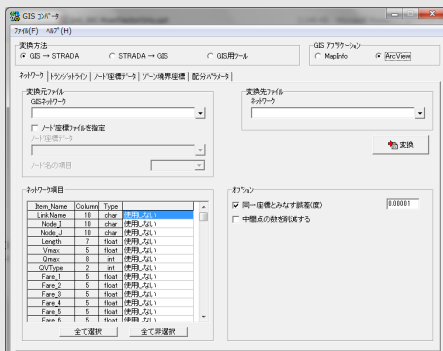 GIS コンバータ
ファイル(F) ヘルプ(H)
変換方法
GIS → STRADA
STRADA → GIS
GIS用ツール
GIS アプリケーション
MapInfo
ArcView
ネットワーク
トランジットライン
ノード座標データ
ゾーン境界座標
配分パラメータ
変換元ファイル
GISネットワーク
ノード座標ファイルを指定
ノード座標データ
ノード名の項目
変換先ファイル
ネットワーク
変換
ネットワーク項目
Item_Name Column Type
LinkName 10 char 使用しない
Node_I 10 char 使用しない
Node_J 10 char 使用しない
Length 7 float 使用しない
Vmax 5 float 使用しない
Qmax 8 int 使用しない
QVType 2 int 使用しない
Fare_1 5 float 使用しない
Fare_2 5 float 使用しない
Fare_3 5 float 使用しない
Fare_4 5 float 使用しない
Fare_5 5 float 使用しない
Fare_6 5 float 使用しない
全て選択
全て非選択
オプション
同一座標とみなす誤差(度)
0.00001
中間点の数を削減する